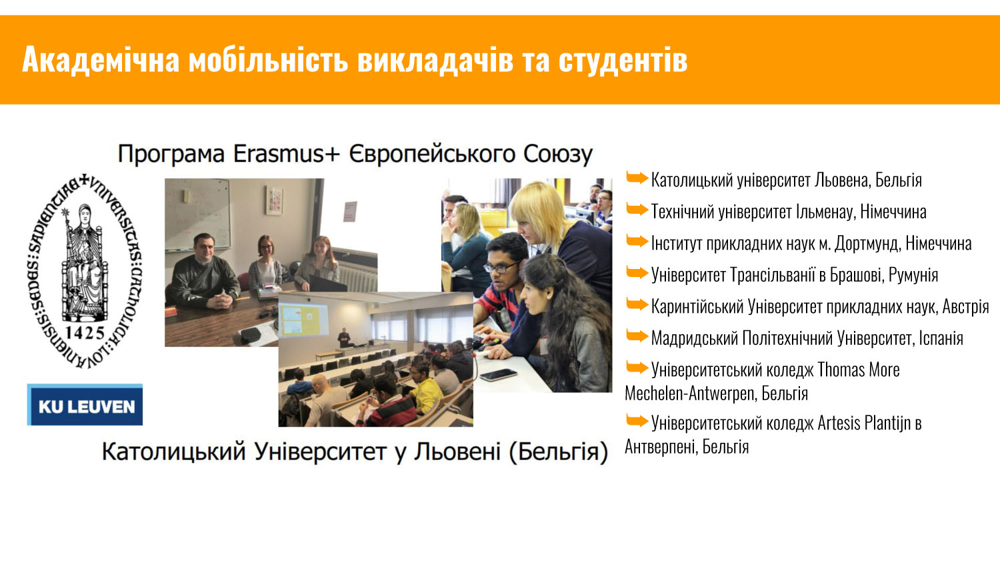 Академічна мобільність викладачів та студентів
Програма Erasmus+ Європейського Союзу
SEDES:SAPIENTIAE
VNIVERSITAS:CATHOLICA:LOVANIENSIS
1425
KU LEUVEN
Католицький Університет у Льовені (Бельгія)
Католицький університет Льовена, Бельгія
Технічний університет Ільменау, Німеччина
Інститут прикладних наук м. Дортмунд, Німеччина
Університет Трансільванії в Брашові, Румунія
Каринтійський Університет прикладних наук, Австрія
Мадридський Політехнічний Університет, Іспанія
Університетський коледж Thomas More
Mechelen-Antwerpen, Бельгія
Університетський коледж Artesis Plantijn в
Антверпені, Бельгія